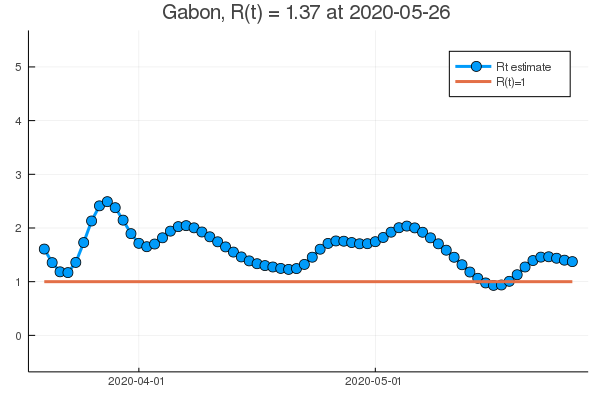 Gabon, R(t) = 1.37 at 2020-05-26
5
Rt estimate
R(t)=1
4
3
2
1
0
2020-04-01
2020-05-01